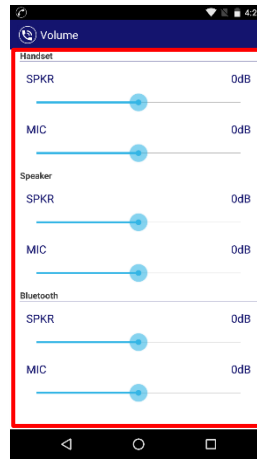 4:2
Volume
Handset
SPKR 0dB
MIC 0dB
Speaker
SPKR 0dB
MIC 0dB
Bluetooth
SPKR 0dB
MIC 0dB